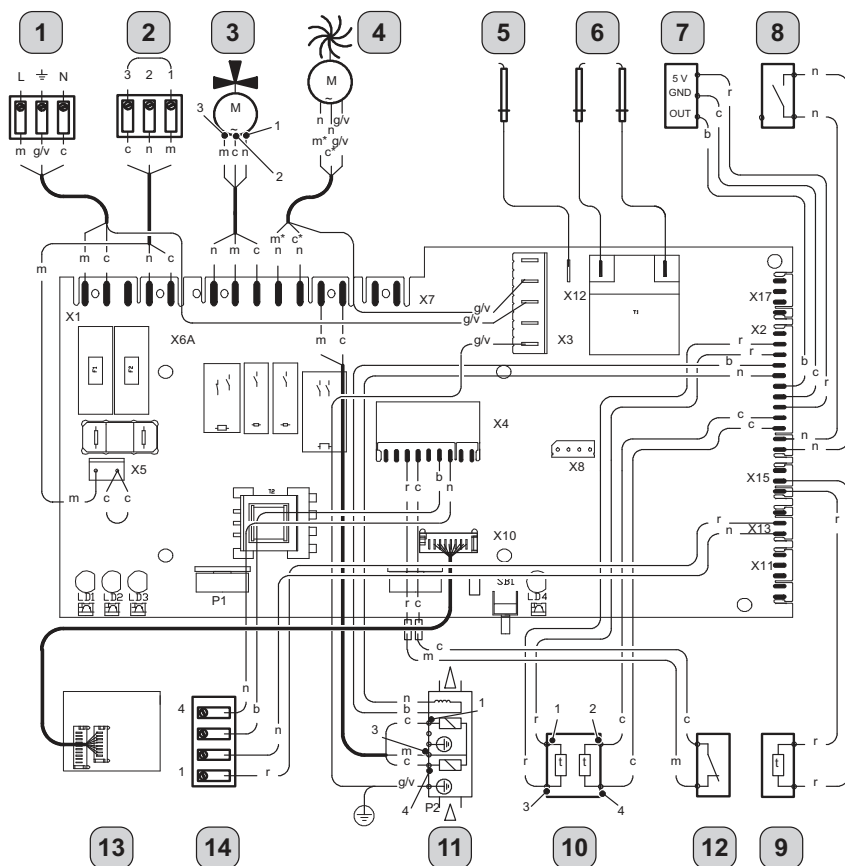 1 2 3 4 5 6 7 8
L N
3 2 1
M
~
3 1
2
M
~
5 V
GND
OUT
r
c
b
n
n
m g/v c
c n m
m c n
n g/v
n
m* g/v
c*
m
m c
n c
n m c
m* c*
n n
X1
X6A
X7
m c
g/v
g/v
g/v
X12
X3
T1
X17
X2
r
r
b
n
b
c
r
c
c
n
n
F1 F2
X4
X5
m c c
r c
b n
X8
X15
T2
X10
r
n
X13
X11
r
r
P1
LD1 LD2 LD3
SB1
LD4
r c
c
m
n b n r
4
1
n
b
c
m
c
g/v
1
3
4
P2
r
r
1 2
3 4
t t
c
c
c
m
t
r
r
13 14 11 10 12 9